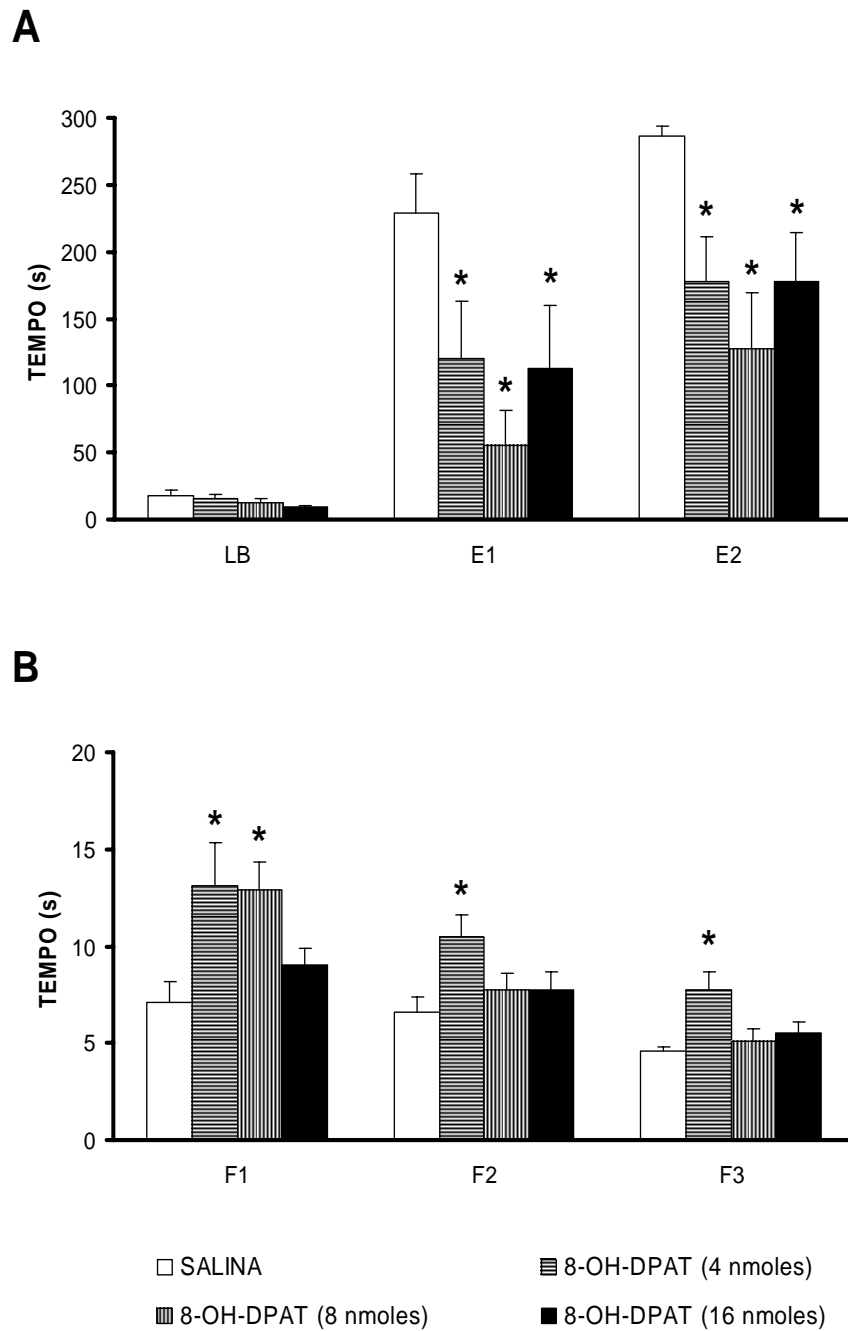 A
300
250
200
150
100
50
0
TEMPO (s)
* * * * * *
LB E1 E2
B
20
15
10
5
0
TEMPO (s)
* * * *
F1 F2 F3
SALINA 8-OH-DPAT (4 nmoles)
8-OH-DPAT (8 nmoles) 8-OH-DPAT (16 nmoles)